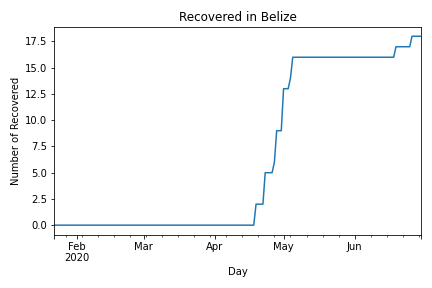 Recovered in Belize
Number of Recovered
17.5
15.0
12.5
10.0
7.5
5.0
2.5
0.0
Feb
2020
Mar
Apr
May
Jun
Day